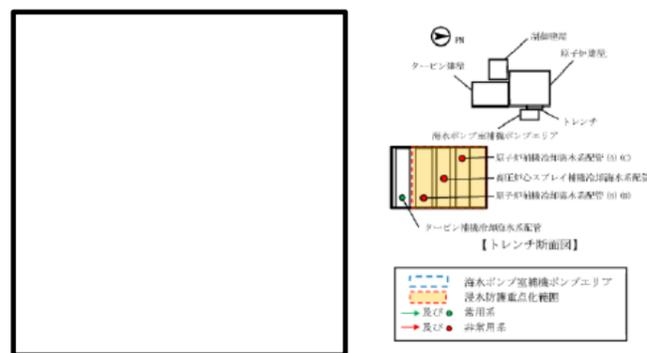 PN
制御建屋
原子炉建屋
タービン建屋
トレンチ
海水ポンプ室補機ポンプエリア
原子炉補機冷却海水系配管 (A) (C)
高圧炉心スプレイ補機冷却海水系配管
原子炉補機冷却海水系配管 (B) (D)
タービン補機冷却海水系配管
【トレンチ断面図】
海水ポンプ室補機ポンプエリア
浸水防護重点化範囲
及び 常用系
及び 非常用系